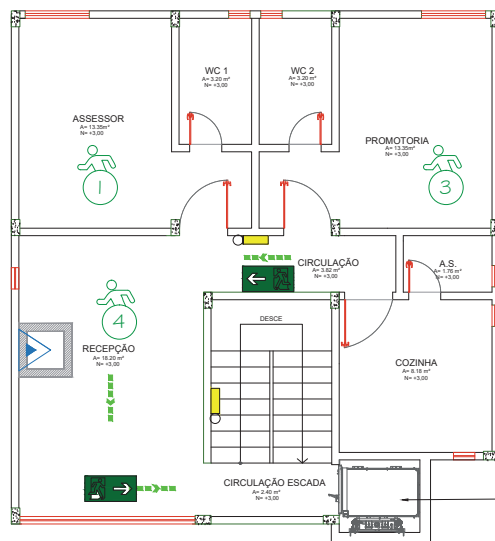 WC 1
A= 3.20 m²
N= +3,00
WC 2
A= 3.20 m²
N= +3,00
ASSESSOR
A= 13.35m²
N= +3,00
PROMOTORIA
A= 13.35m²
N= +3,00
1
3
CIRCULAÇÃO
A= 3.82 m²
N= +3,00
A.S.
A= 1.76 m²
N= +3,00
4
RECEPÇÃO
A= 18.20 m²
N= +3,00
DESCE
COZINHA
A= 8.18 m²
N= +3,00
CIRCULAÇÃO ESCADA
A= 2.40 m²
N= +3,00